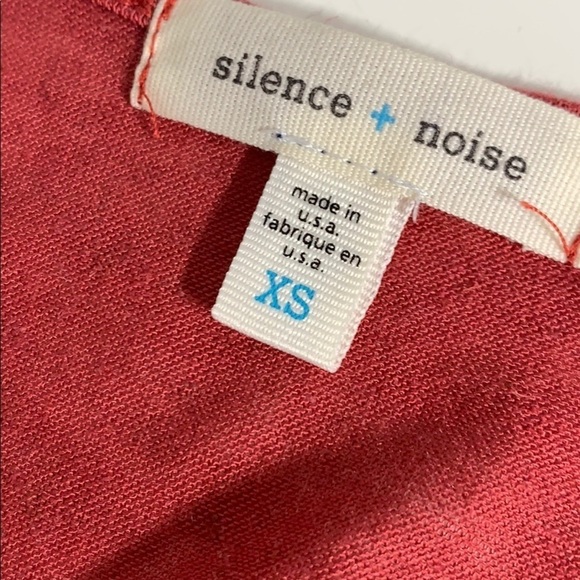 silence + noise
made in
u.s.a.
fabrique en
u.s.a.
XS